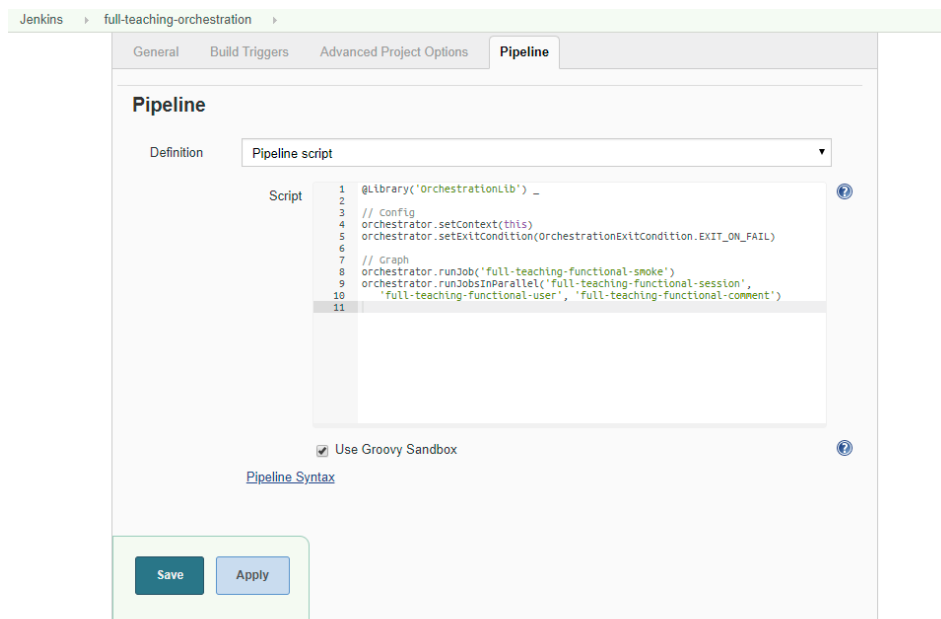 Jenkins full-teaching-orchestration
General Build Triggers Advanced Project Options Pipeline
Pipeline
Definition Pipeline script
Script
1 @Library('OrchestrationLib') _
2
3 // Config
4 orchestrator.setContext(this)
5 orchestrator.setExitCondition(OrchestrationExitCondition.EXIT_ON_FAIL)
6
7 // Graph
8 orchestrator.runJob('full-teaching-functional-smoke')
9 orchestrator.runJobsInParallel('full-teaching-functional-session',
10 'full-teaching-functional-user', 'full-teaching-functional-comment')
11
Use Groovy Sandbox
Pipeline Syntax
Save Apply